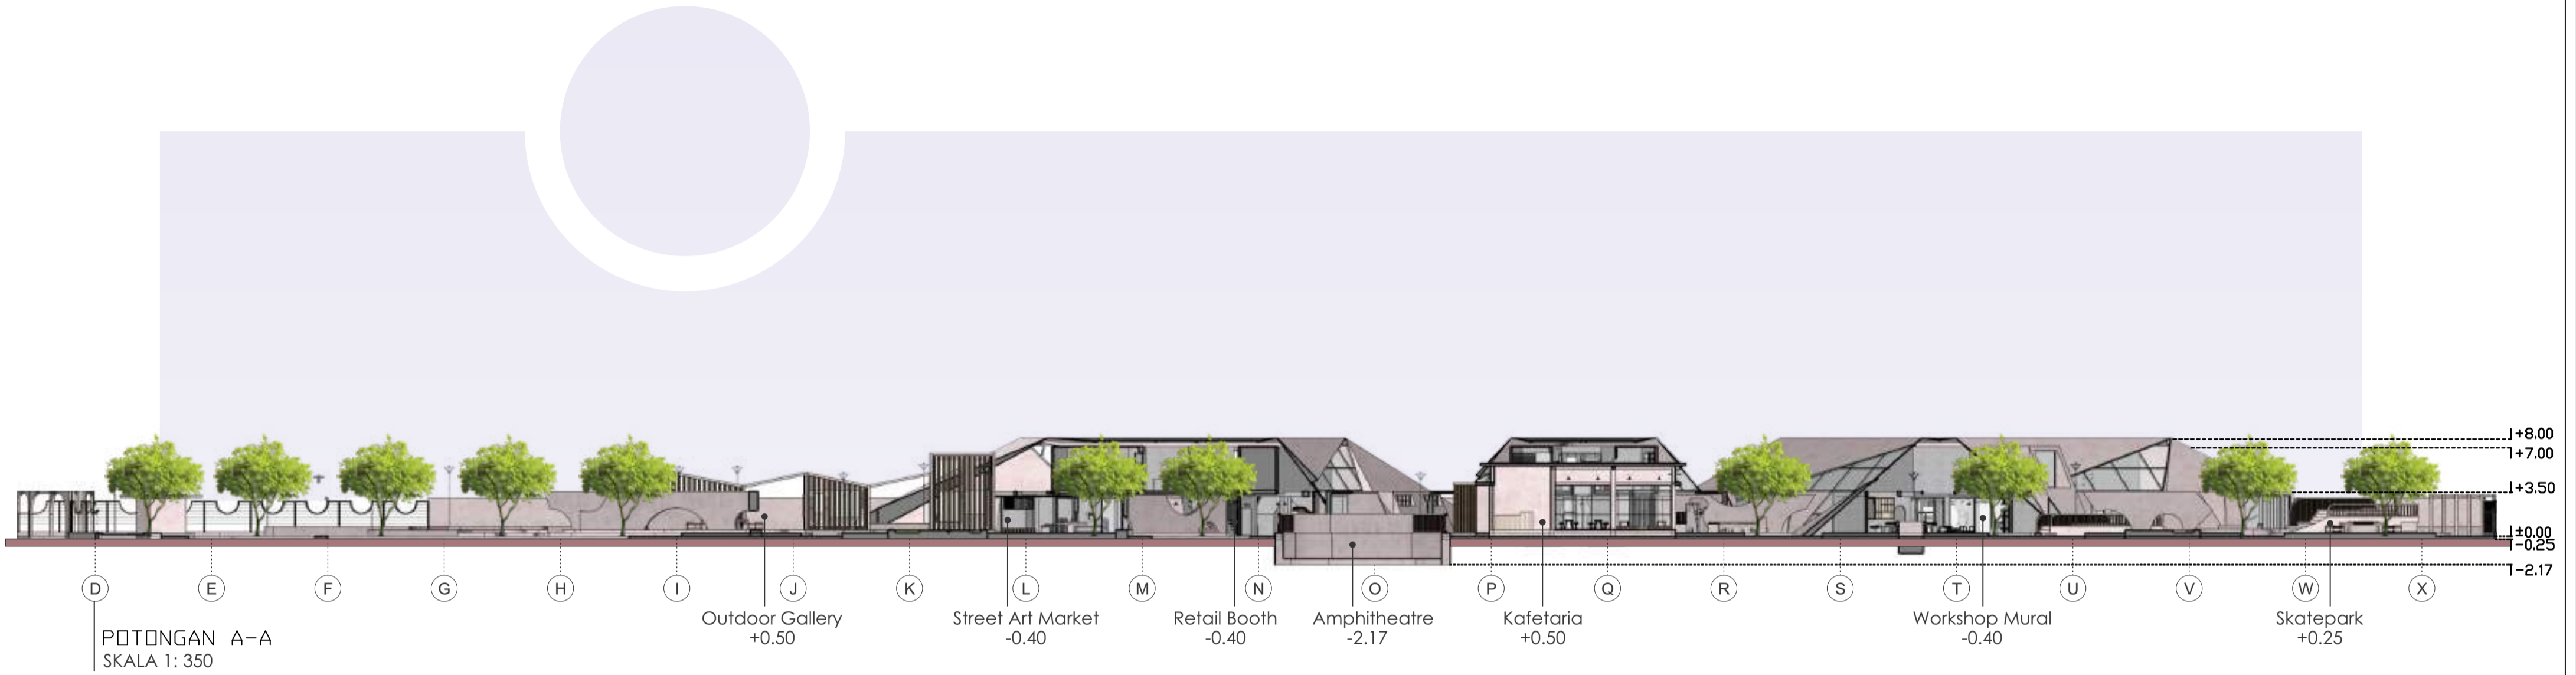 +8.00
+7.00
+3.50
±0.00
-0.25
-2.17
D E F G H I J K L M N O P Q R S T U V W X
Outdoor Gallery
+0.50
Street Art Market
-0.40
Retail Booth
-0.40
Amphitheatre
-2.17
Kafetaria
+0.50
Workshop Mural
-0.40
Skatepark
+0.25
POTONGAN A-A
SKALA 1: 350